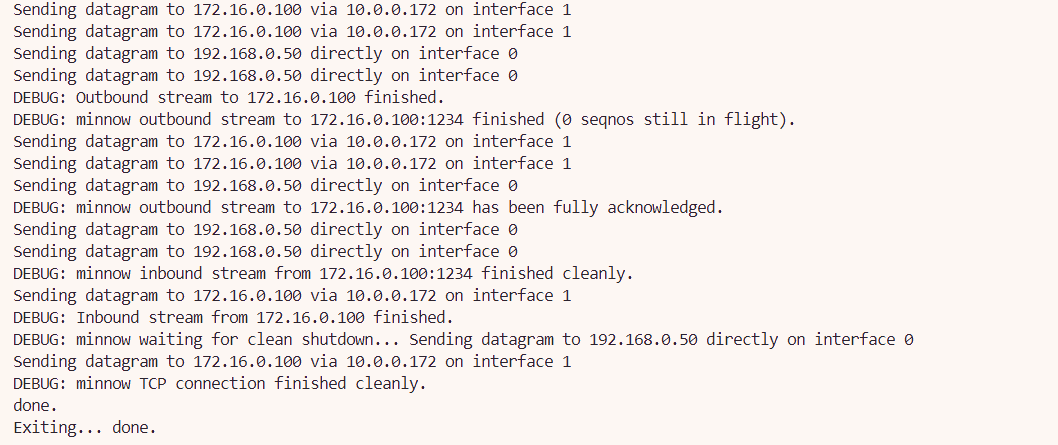 Sending datagram to 172.16.0.100 via 10.0.0.172 on interface 1
Sending datagram to 172.16.0.100 via 10.0.0.172 on interface 1
Sending datagram to 192.168.0.50 directly on interface 0
Sending datagram to 192.168.0.50 directly on interface 0
DEBUG: Outbound stream to 172.16.0.100 finished.
DEBUG: minnow outbound stream to 172.16.0.100:1234 finished (0 seqnos still in flight).
Sending datagram to 172.16.0.100 via 10.0.0.172 on interface 1
Sending datagram to 172.16.0.100 via 10.0.0.172 on interface 1
Sending datagram to 192.168.0.50 directly on interface 0
DEBUG: minnow outbound stream to 172.16.0.100:1234 has been fully acknowledged.
Sending datagram to 192.168.0.50 directly on interface 0
Sending datagram to 192.168.0.50 directly on interface 0
DEBUG: minnow inbound stream from 172.16.0.100:1234 finished cleanly.
Sending datagram to 172.16.0.100 via 10.0.0.172 on interface 1
DEBUG: Inbound stream from 172.16.0.100 finished.
DEBUG: minnow waiting for clean shutdown... Sending datagram to 192.168.0.50 directly on interface 0
Sending datagram to 172.16.0.100 via 10.0.0.172 on interface 1
DEBUG: minnow TCP connection finished cleanly.
done.
Exiting... done.